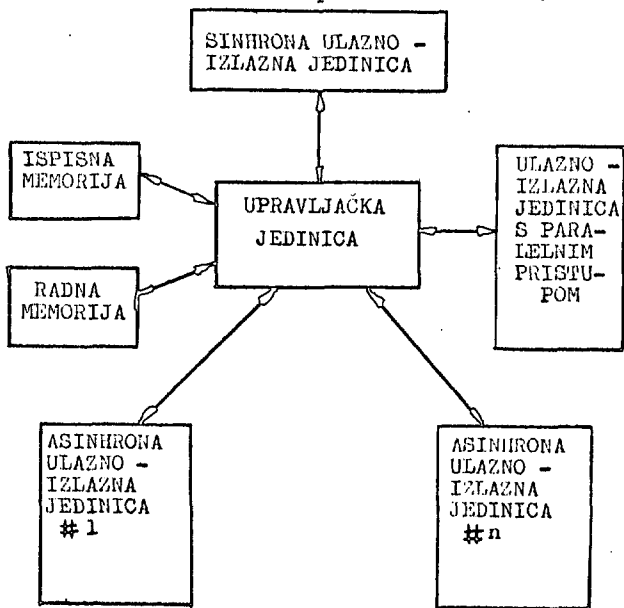 SINHRONA ULAZNO -
IZLAZNA JEDINICA
ISPISNA
MEMORIJA
UPRAVLJAČKA
JEDINICA
ULAZNO -
IZLAZNA
JEDINICA
S PARA-
LELNIM
PRISTU-
POM
RADNA
MEMORIJA
ASINHRONA
ULAZNO -
IZLAZNA
JEDINICA
#1
ASINHRONA
ULAZNO -
IZLAZNA
JEDINICA
#n